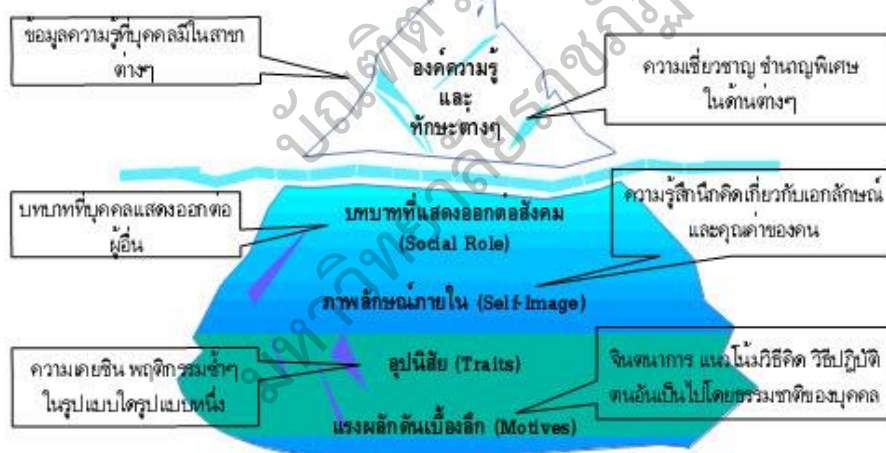 ข้อมูลความรู้ที่บุคคลมีในสาขา
ต่างๆ
องค์ความรู้
และ
ทักษะต่างๆ
ความเชี่ยวชาญ ชำนาญพิเศษ
ในด้านต่างๆ
บทบาทที่บุคคลแสดงออกต่อ
ผู้อื่น
บทบาทที่แสดงออกต่อสังคม
(Social Role)
ความรู้สึกนึกคิดเกี่ยวกับเอกลักษณ์
และคุณค่าของคน
ภาพลักษณ์ภายใน (Self-Image)
ความเคยชิน พฤติกรรมซ้ำๆ
ในรูปแบบใดรูปแบบหนึ่ง
อุปนิสัย (Traits)
จินตนาการ แนวโน้มวิธีคิด วิธีปฏิบัติ
ตนอันเป็นไปโดยธรรมชาติของบุคคล
แรงผลักดันเบื้องลึก (Motives)